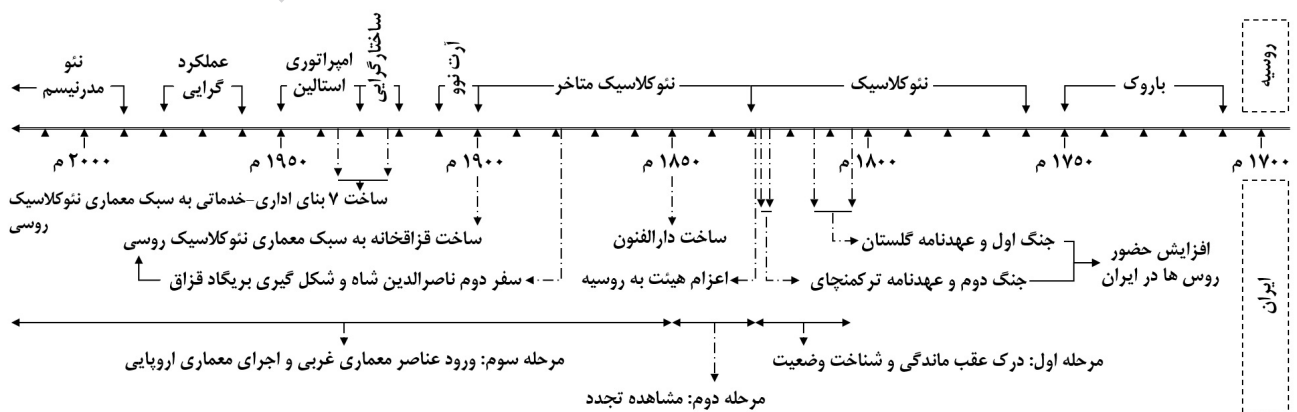 روسیه
باروک
نئوکلاسیک
نئوکلاسیک متاخر
آرت نوو
ساختارگرایی
امپراتوری
استالین
عملکرد
گرایی
نئو
مدرنیسم
۱۷۰۰ م
۱۷۵۰ م
۱۸۰۰ م
۱۸۵۰ م
۱۹۰۰ م
۱۹۵۰ م
۲۰۰۰ م
ایران
افزایش حضور
روس ها در ایران
جنگ اول و عهدنامه گلستان
جنگ دوم و عهدنامه ترکمنچای
ساخت دارالفنون
اعزام هیئت به روسیه
ساخت ۷ بنای اداری-خدماتی به سبک معماری نئوکلاسیک
روسی
ساخت قزاقخانه به سبک معماری نئوکلاسیک روسی
سفر دوم ناصرالدین شاه و شکل گیری بریگاد قزاق
مرحله اول: درک عقب ماندگی و شناخت وضعیت
مرحله دوم: مشاهده تجدد
مرحله سوم: ورود عناصر معماری غربی و اجرای معماری اروپایی